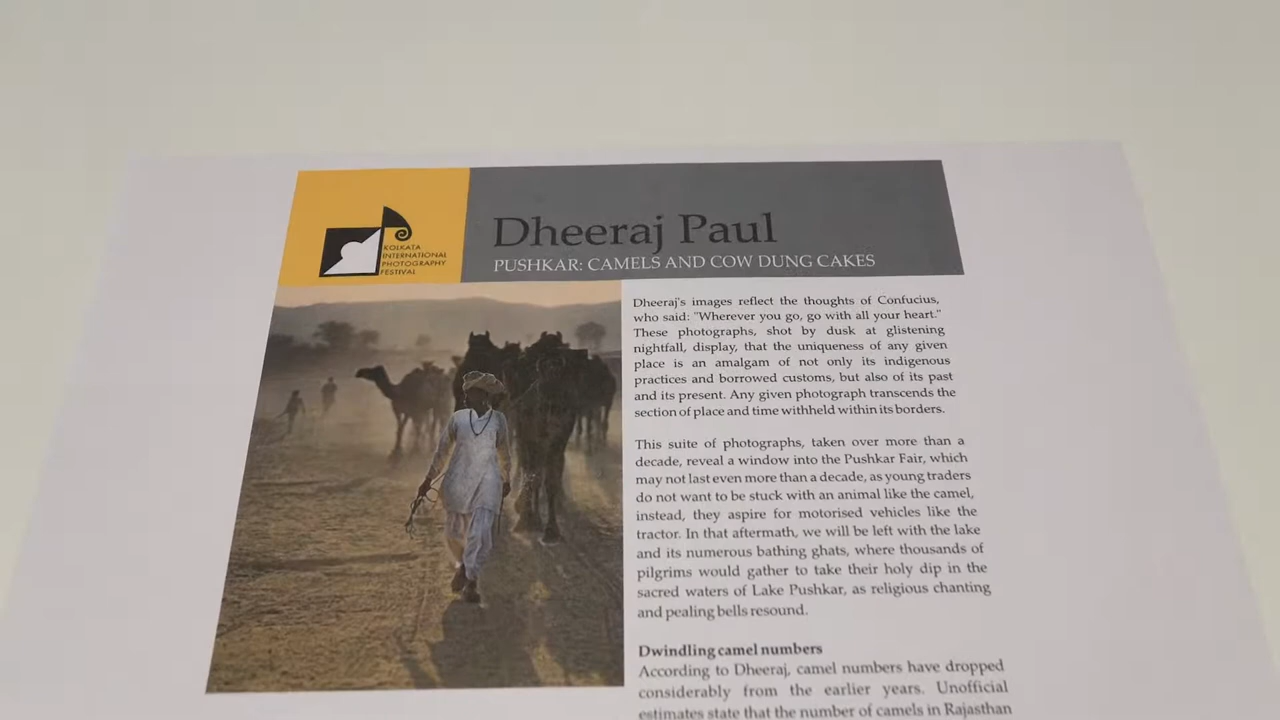 KOLKATA
INTERNATIONAL
PHOTOGRAPHY
FESTIVAL
Dheeraj Paul
PUSHKAR: CAMELS AND COW DUNG CAKES
Dheeraj's images reflect the thoughts of Confucius,
who said: "Wherever you go, go with all your heart."
These photographs, shot by dusk at glistening
nightfall, display, that the uniqueness of any given
place is an amalgam of not only its indigenous
practices and borrowed customs, but also of its past
and its present. Any given photograph transcends the
section of place and time withheld within its borders.
This suite of photographs, taken over more than a
decade, reveal a window into the Pushkar Fair, which
may not last even more than a decade, as young traders
do not want to be stuck with an animal like the camel,
instead, they aspire for motorised vehicles like the
tractor. In that aftermath, we will be left with the lake
and its numerous bathing ghats, where thousands of
pilgrims would gather to take their holy dip in the
sacred waters of Lake Pushkar, as religious chanting
and pealing bells resound.
Dwindling camel numbers
According to Dheeraj, camel numbers have dropped
considerably from the earlier years. Unofficial
estimates state that the number of camels in Rajasthan